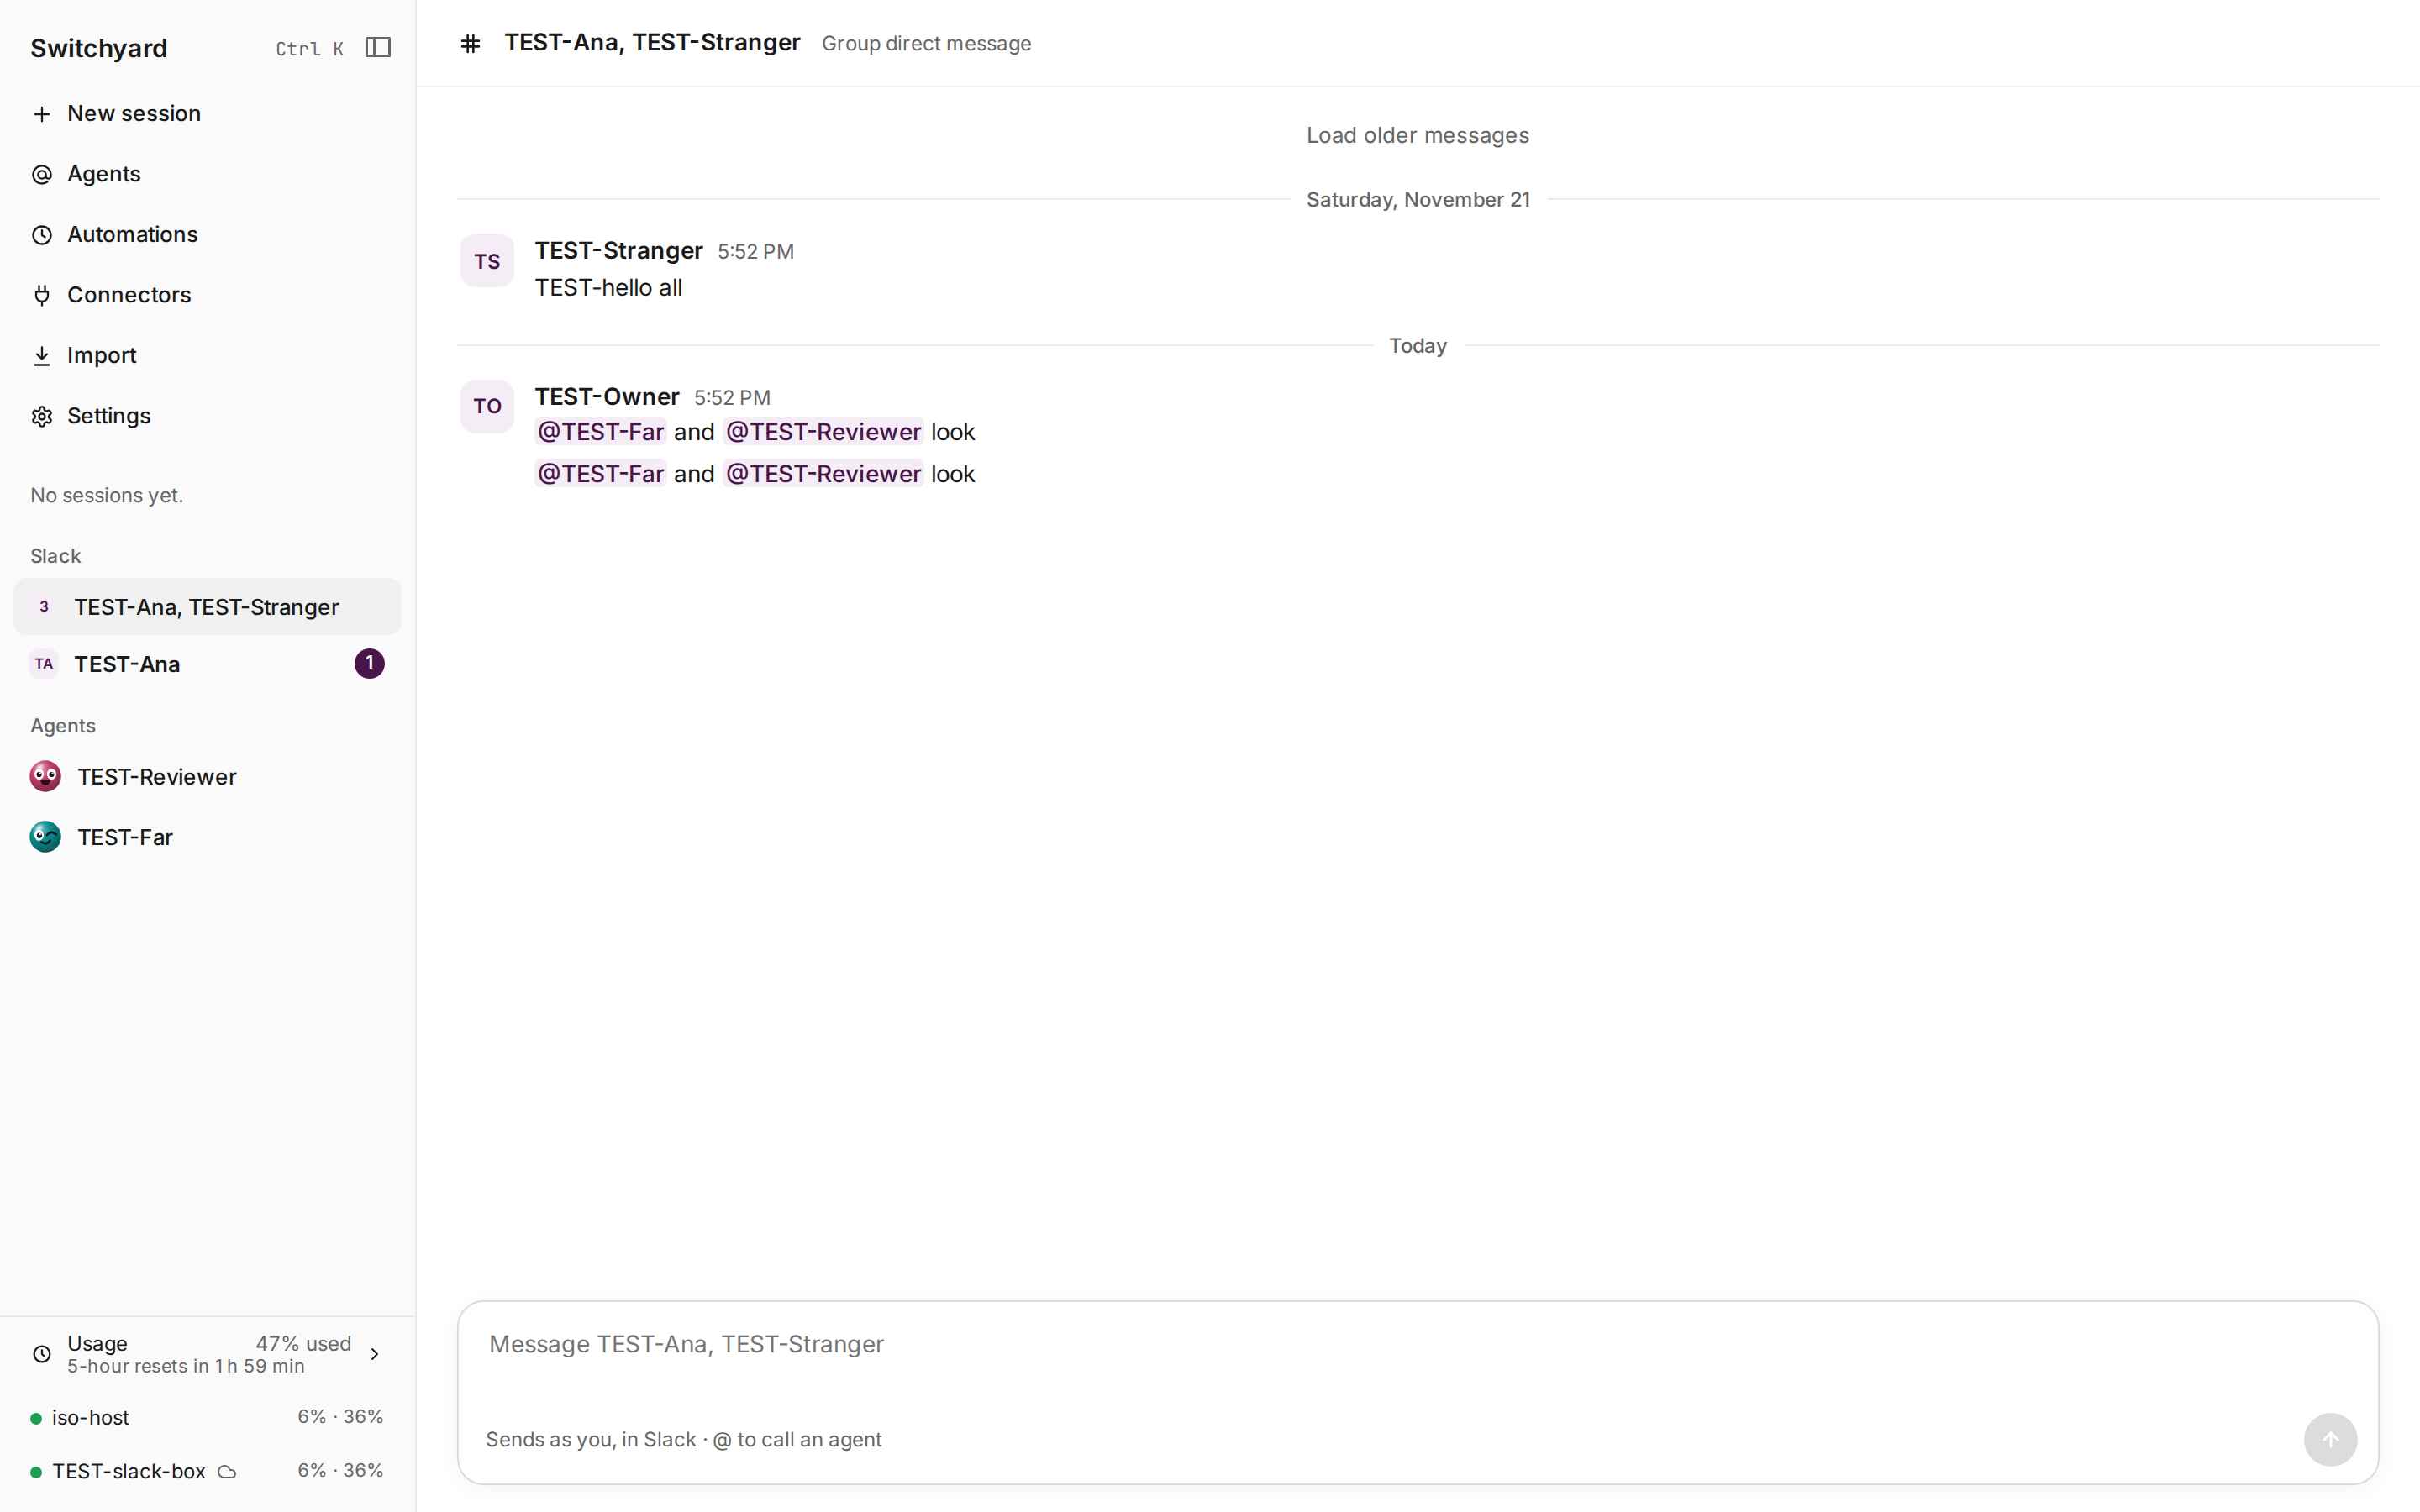 Switchyard
Ctrl K
New session
Agents
Automations
Connectors
Import
Settings
No sessions yet.
Slack
3 TEST-Ana, TEST-Stranger
TA TEST-Ana 1
Agents
TEST-Reviewer
TEST-Far
Usage 47% used
5-hour resets in 1 h 59 min
iso-host 6% · 36%
TEST-slack-box 6% · 36%
# TEST-Ana, TEST-Stranger Group direct message
Load older messages
Saturday, November 21
TS TEST-Stranger 5:52 PM
TEST-hello all
Today
TO TEST-Owner 5:52 PM
@TEST-Far and @TEST-Reviewer look
@TEST-Far and @TEST-Reviewer look
Message TEST-Ana, TEST-Stranger
Sends as you, in Slack · @ to call an agent